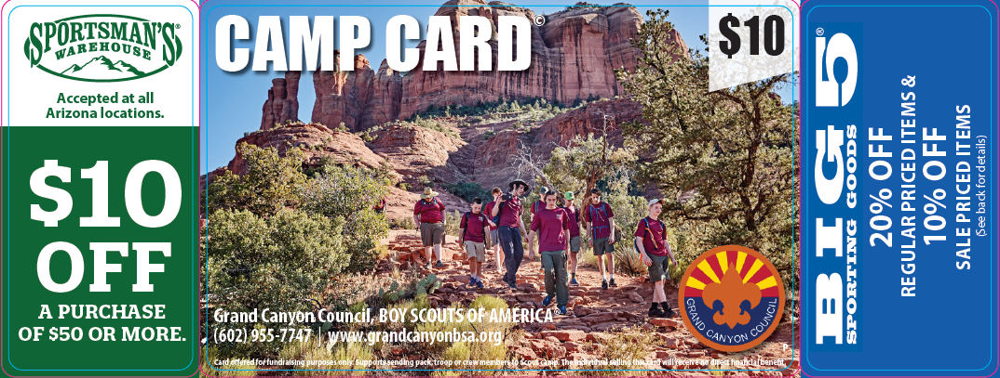 SPORTSMAN'S®
WAREHOUSE
Accepted at all
Arizona locations.
$10
OFF
A PURCHASE
OF $50 OR MORE.
CAMP CARD©
$10
Grand Canyon Council, BOY SCOUTS OF AMERICA®
(602) 955-7747 | www.grandcanyonbsa.org
Card offered for fundraising purposes only. Supports sending pack, troop or crew members to Scout camp. The individual selling this card will receive no direct financial benefit.
GRAND CANYON COUNCIL
P
BIG 5®
SPORTING GOODS
20% OFF
REGULAR PRICED ITEMS &
10% OFF
SALE PRICED ITEMS
(See back for details)